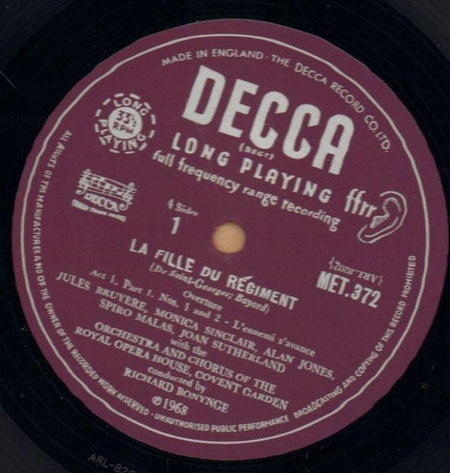 MADE IN ENGLAND · THE DECCA RECORD CO. LTD.
DECCA
(REGᵈ)
LONG PLAYING
full frequency range recording
ffrr
LONG
33⅓
RPM
PLAYING
DECCA
4 Sides
1
(ARL-8202)
MET.372
LA FILLE DU RÉGIMENT
(De Saint-Georges; Bayard)
Overture
Act 1, Part 1, Nos. 1 and 2 - L'ennemi s'avance
JULES BRUYÈRE, MONICA SINCLAIR, ALAN JONES,
SPIRO MALAS, JOAN SUTHERLAND
with the
ORCHESTRA AND CHORUS OF THE
ROYAL OPERA HOUSE, COVENT GARDEN
conducted by
RICHARD BONYNGE
℗1968
ALL RIGHTS OF THE MANUFACTURER AND OF THE OWNER OF THE RECORDED WORK RESERVED - UNAUTHORISED PUBLIC PERFORMANCE BROADCASTING AND COPYING OF THIS RECORD PROHIBITED